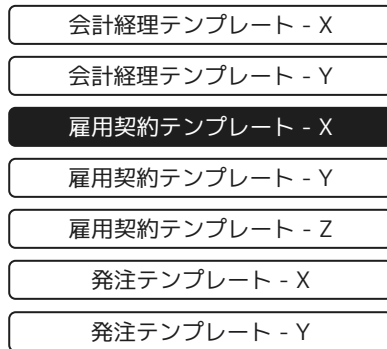 会計経理テンプレート - X
会計経理テンプレート - Y
雇用契約テンプレート - X
雇用契約テンプレート - Y
雇用契約テンプレート - Z
発注テンプレート - X
発注テンプレート - Y